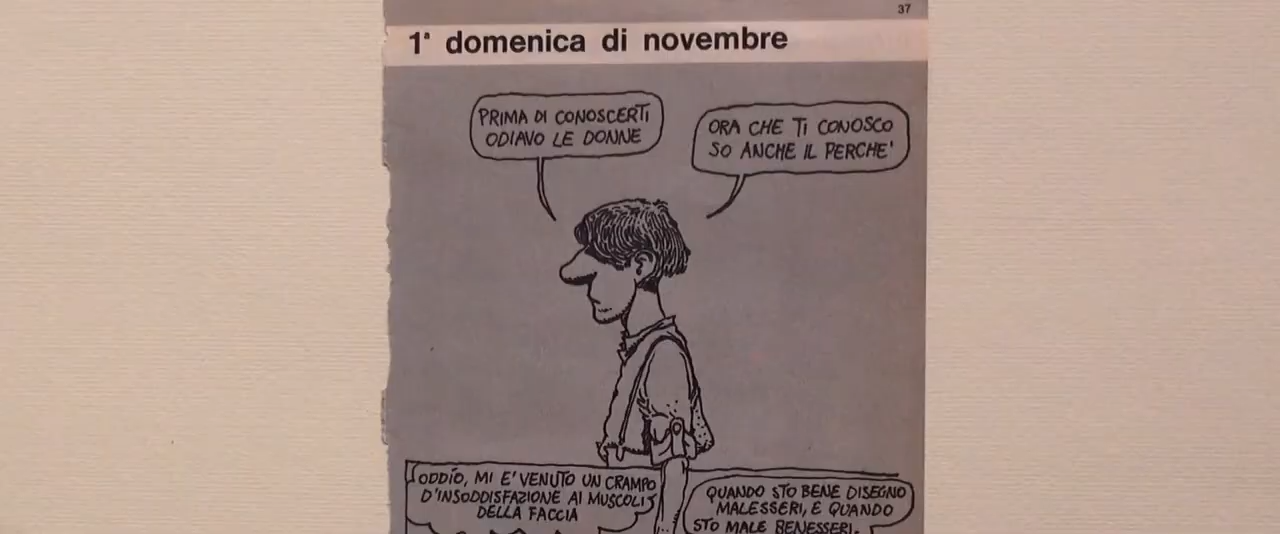 37
1ª domenica di novembre
PRIMA DI CONOSCERTI
ODIAVO LE DONNE
ORA CHE TI CONOSCO
SO ANCHE IL PERCHE'
ODDÍO, MI E' VENUTO UN CRAMPO
D'INSODDISFAZIONE AI MUSCOLI
DELLA FACCIA
QUANDO STO BENE DISEGNO
MALESSERI, E QUANDO
STO MALE BENESSERI.